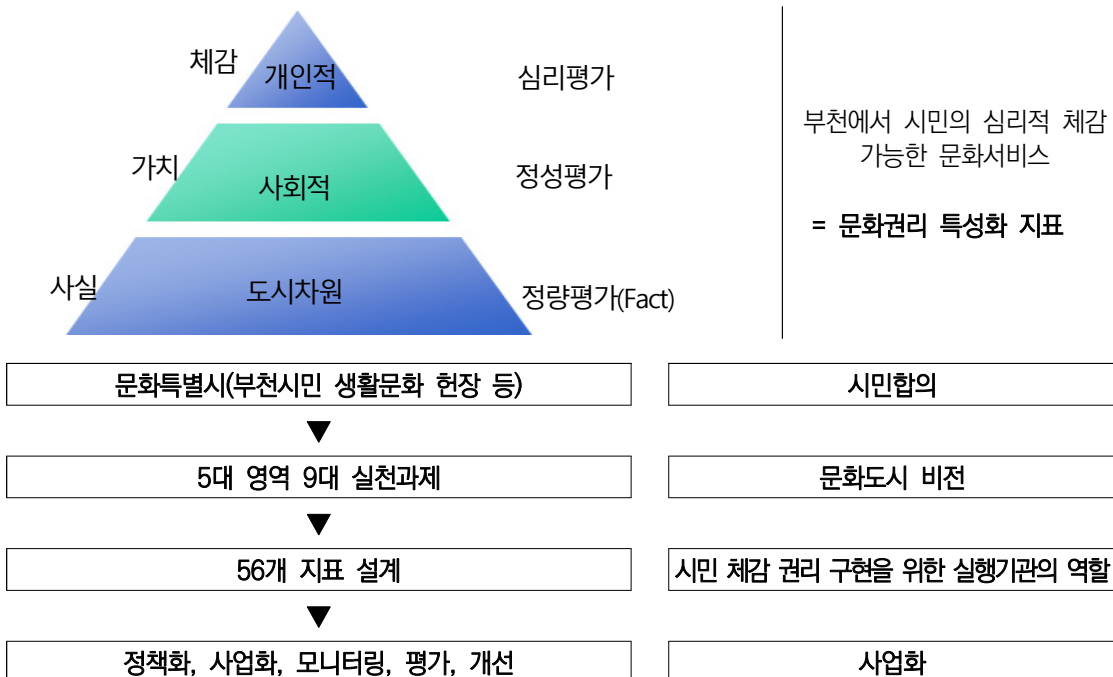 체감 개인적 심리평가
부천에서 시민의 심리적 체감
가능한 문화서비스
가치 사회적 정성평가
= 문화권리 특성화 지표
사실 도시차원 정량평가(Fact)
문화특별시(부천시민 생활문화 헌장 등) 시민합의
▼
5대 영역 9대 실천과제 문화도시 비전
▼
56개 지표 설계 시민 체감 권리 구현을 위한 실행기관의 역할
▼
정책화, 사업화, 모니터링, 평가, 개선 사업화